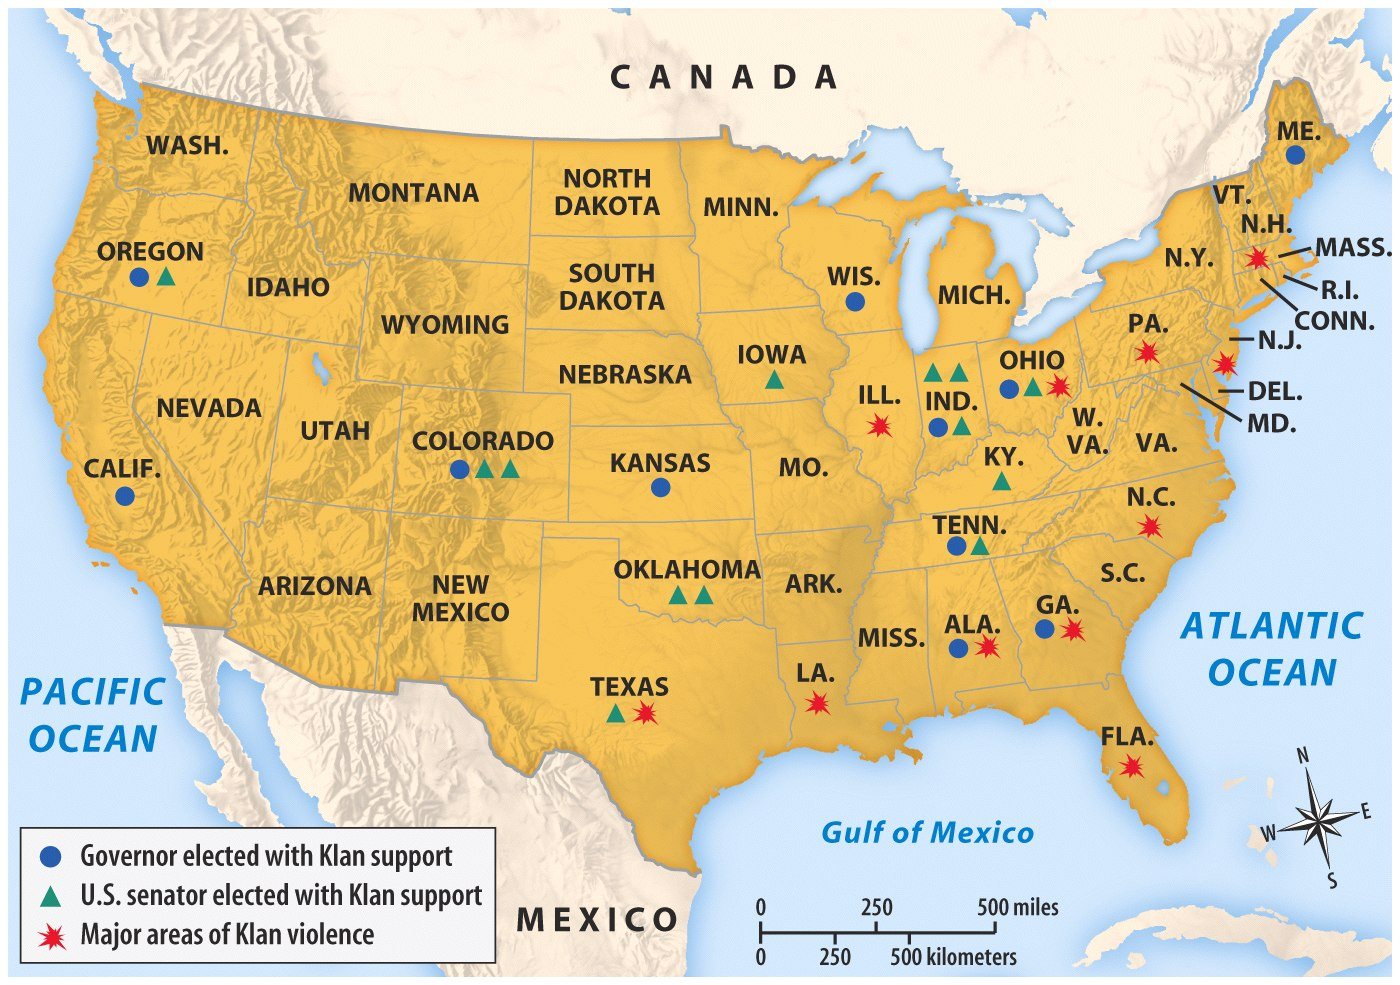 CANADA
WASH.
MONTANA
NORTH
DAKOTA
MINN.
ME.
VT.
N.H.
MASS.
OREGON
IDAHO
SOUTH
DAKOTA
WIS.
MICH.
N.Y.
R.I.
CONN.
WYOMING
IOWA
OHIO
PA.
N.J.
NEBRASKA
NEVADA
UTAH
COLORADO
ILL.
IND.
W.
VA.
VA.
DEL.
MD.
CALIF.
KANSAS
MO.
KY.
N.C.
TENN.
ARIZONA
NEW
MEXICO
OKLAHOMA
ARK.
S.C.
MISS.
ALA.
GA.
ATLANTIC
OCEAN
PACIFIC
OCEAN
TEXAS
LA.
FLA.
Gulf of Mexico
N
E
W
S
MEXICO
Governor elected with Klan support
U.S. senator elected with Klan support
Major areas of Klan violence
0 250 500 miles
0 250 500 kilometers